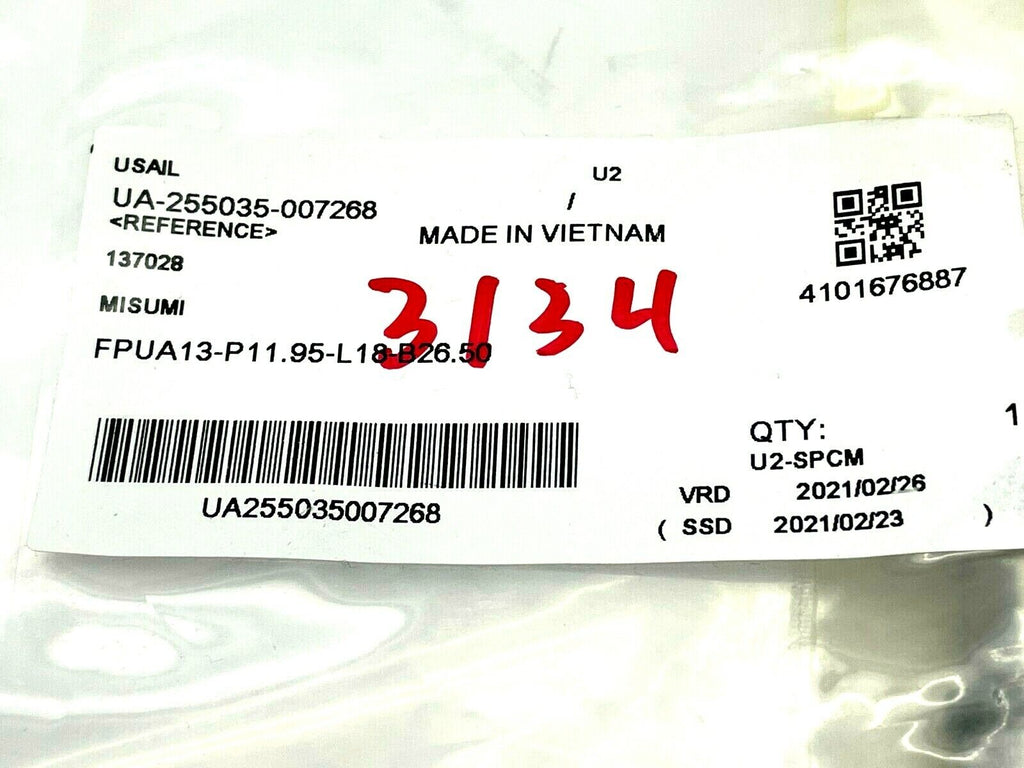 USAIL
U2
UA-255035-007268
/
<REFERENCE>
MADE IN VIETNAM
137028
4101676887
MISUMI
3134
FPUA13-P11.95-L18-B26.50
QTY: 1
U2-SPCM
UA255035007268
VRD 2021/02/26
( SSD 2021/02/23 )